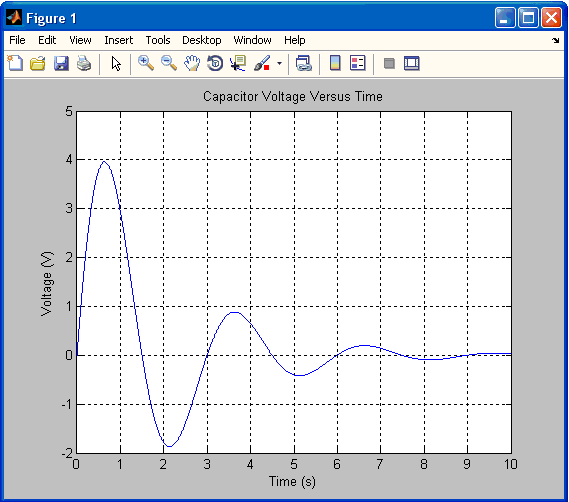 Figure 1
File Edit View Insert Tools Desktop Window Help
Capacitor Voltage Versus Time
5
4
3
2
1
0
-1
-2
Voltage (V)
0 1 2 3 4 5 6 7 8 9 10
Time (s)